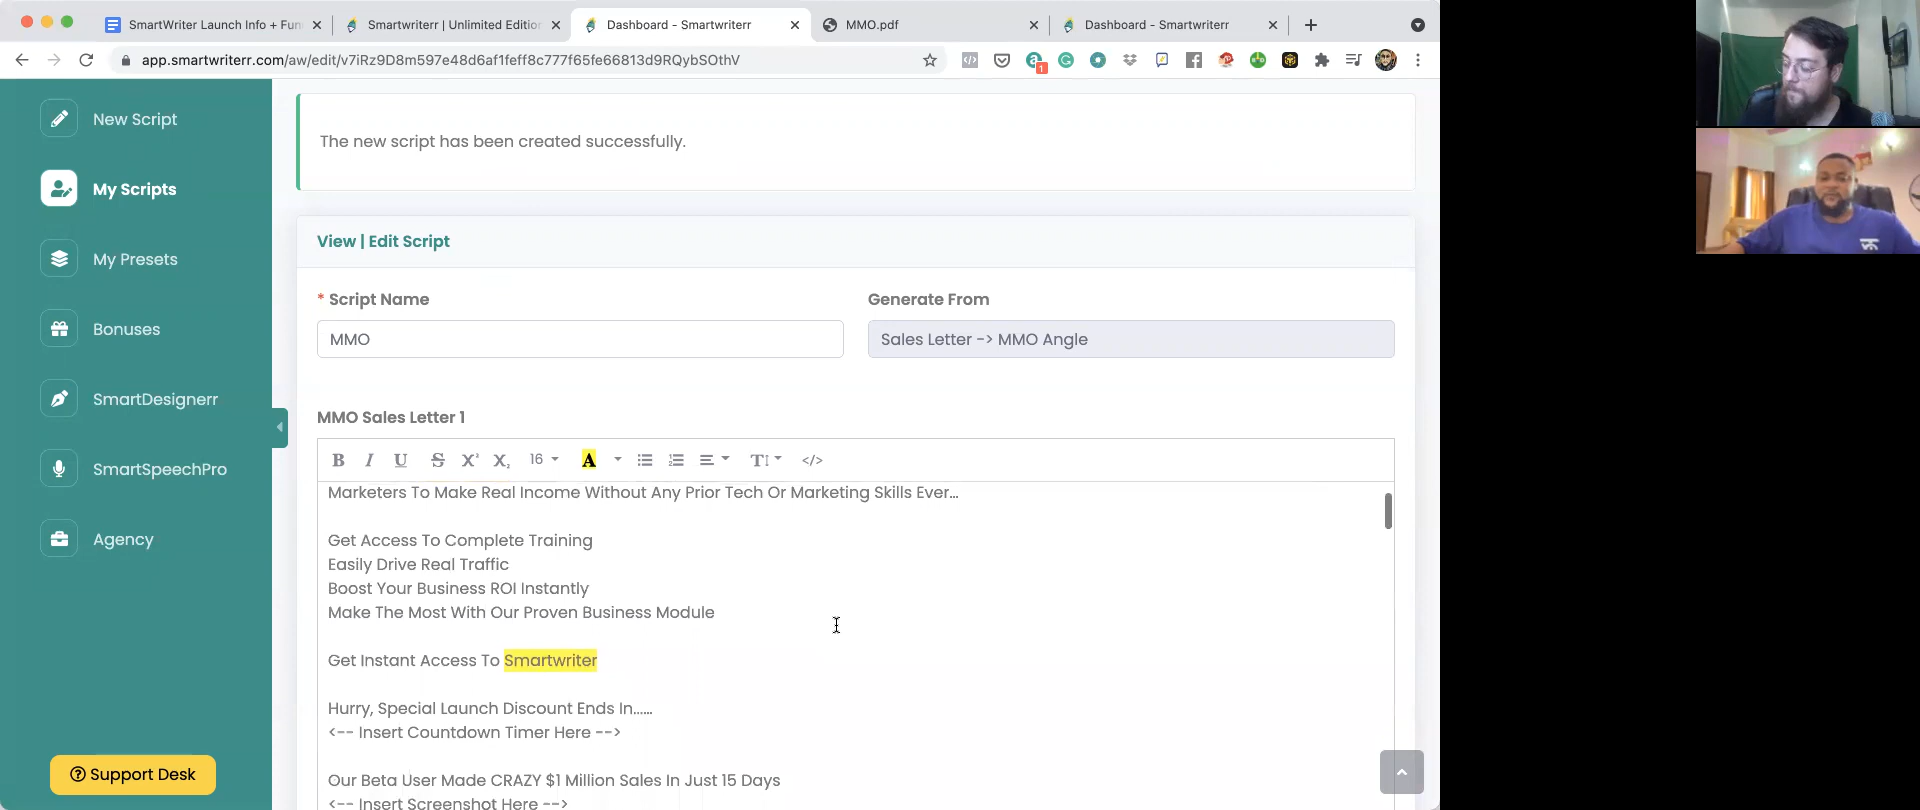 SmartWriter Launch Info + Fun
Smartwriterr | Unlimited Edition
Dashboard - Smartwriterr
MMO.pdf
Dashboard - Smartwriterr
app.smartwriterr.com/aw/edit/v7iRz9D8m597e48d6af1feff8c777f65fe66813d9RQybSOthV
1
New Script
My Scripts
My Presets
Bonuses
SmartDesignerr
SmartSpeechPro
Agency
Support Desk
The new script has been created successfully.
View | Edit Script
* Script Name
Generate From
MMO
Sales Letter -> MMO Angle
MMO Sales Letter 1
B I U S X² X₂ 16 A T </>
Marketers To Make Real Income Without Any Prior Tech Or Marketing Skills Ever...
Get Access To Complete Training
Easily Drive Real Traffic
Boost Your Business ROI Instantly
Make The Most With Our Proven Business Module
Get Instant Access To Smartwriter
Hurry, Special Launch Discount Ends In......
<-- Insert Countdown Timer Here -->
Our Beta User Made CRAZY $1 Million Sales In Just 15 Days
<-- Insert Screenshot Here -->